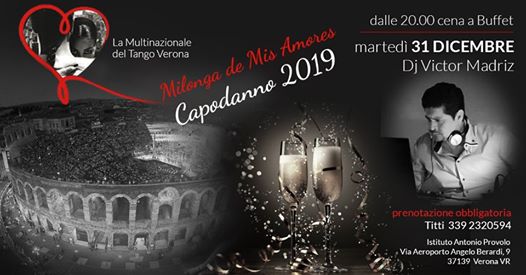 La Multinazionale
del Tango Verona
Milonga de Mis Amores
Capodanno 2019
dalle 20.00 cena a Buffet
martedì 31 DICEMBRE
Dj Victor Madriz
prenotazione obbligatoria
Titti 339 2320594
Istituto Antonio Provolo
Via Aeroporto Angelo Berardi, 9
37139 Verona VR